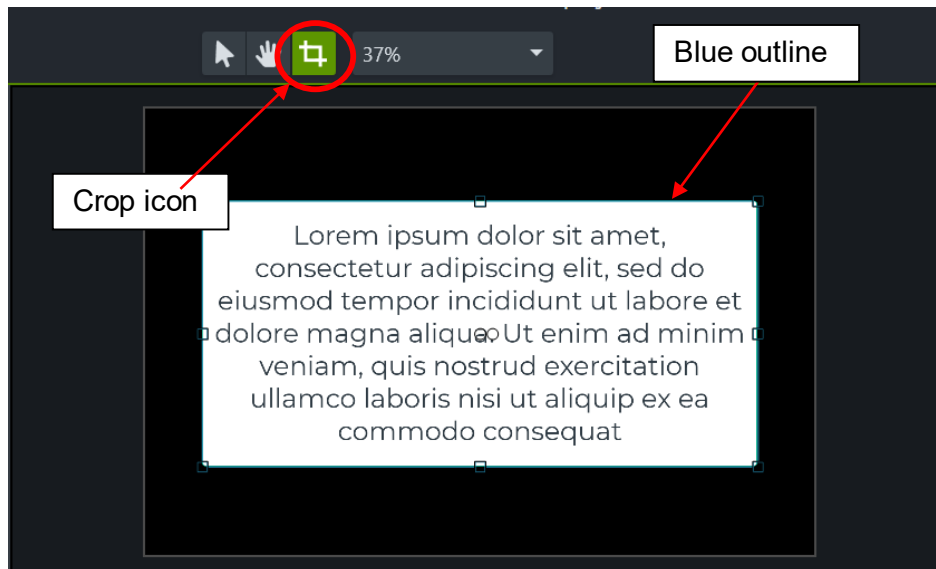 37%
Blue outline
Crop icon
Lorem ipsum dolor sit amet,
consectetur adipiscing elit, sed do
eiusmod tempor incididunt ut labore et
dolore magna aliqua. Ut enim ad minim
veniam, quis nostrud exercitation
ullamco laboris nisi ut aliquip ex ea
commodo consequat